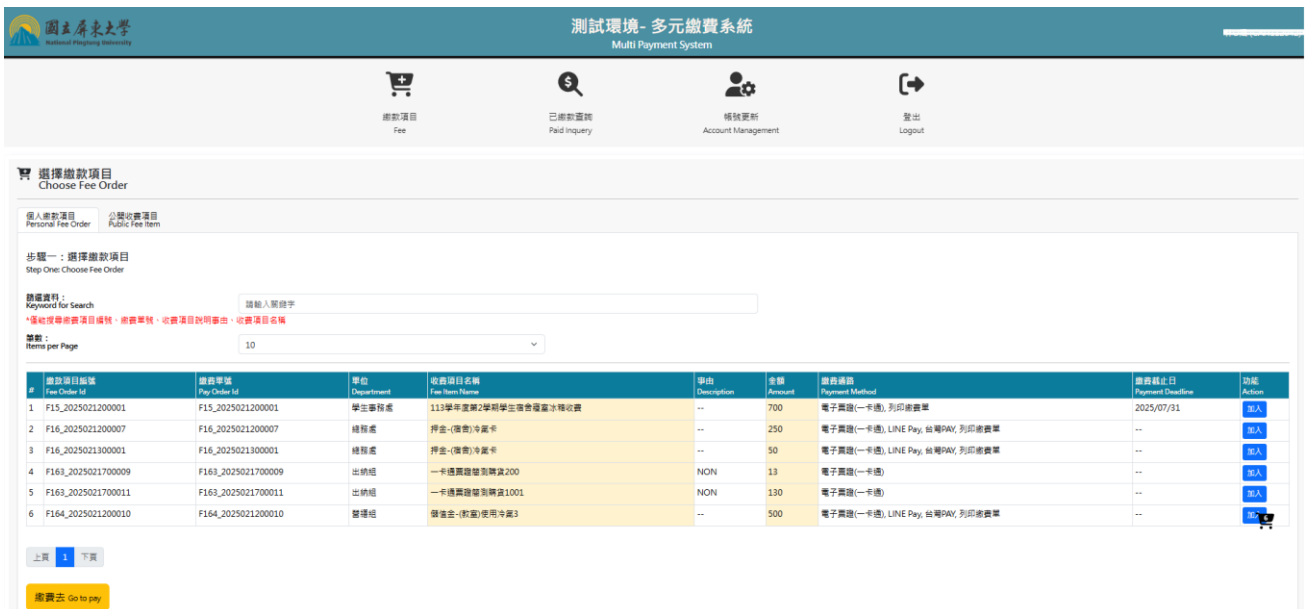 國立屏東大學
National Pingtung University
測試環境- 多元繳費系統
Multi Payment System
繳款項目
Fee
已繳款查詢
Paid Inquery
帳號更新
Account Management
登出
Logout
選擇繳款項目
Choose Fee Order
個人繳款項目
Personal Fee Order
公開收費項目
Public Fee Item
步驟一：選擇繳款項目
Step One: Choose Fee Order
篩選資料：
Keyword for Search
請輸入關鍵字
*僅能搜尋繳費項目編號、繳費單號、收費項目說明事由、收費項目名稱
筆數：
Items per Page
10
# 繳款項目編號 繳費單號 單位 收費項目名稱 事由 金額 繳費通路 繳費截止日 功能
Fee Order Id Pay Order Id Department Fee Item Name Description Amount Payment Method Payment Deadline Action
1 F15_2025021200001 F15_2025021200001 學生事務處 113學年度第2學期學生宿舍寢室冰箱收費 -- 700 電子票證(一卡通), 列印繳費單 2025/07/31 加入
2 F16_2025021200007 F16_2025021200007 總務處 押金-(宿舍)冷氣卡 -- 250 電子票證(一卡通), LINE Pay, 台灣PAY, 列印繳費單 -- 加入
3 F16_2025021300001 F16_2025021300001 總務處 押金-(宿舍)冷氣卡 -- 50 電子票證(一卡通), LINE Pay, 台灣PAY, 列印繳費單 -- 加入
4 F163_2025021700009 F163_2025021700009 出納組 一卡通票證端測購貨200 NON 13 電子票證(一卡通) -- 加入
5 F163_2025021700011 F163_2025021700011 出納組 一卡通票證端測購貨1001 NON 130 電子票證(一卡通) -- 加入
6 F164_2025021200010 F164_2025021200010 營繕組 儲值金-(教室)使用冷氣3 -- 500 電子票證(一卡通), LINE Pay, 台灣PAY, 列印繳費單 -- 加入
上頁 1 下頁
繳費去 Go to pay